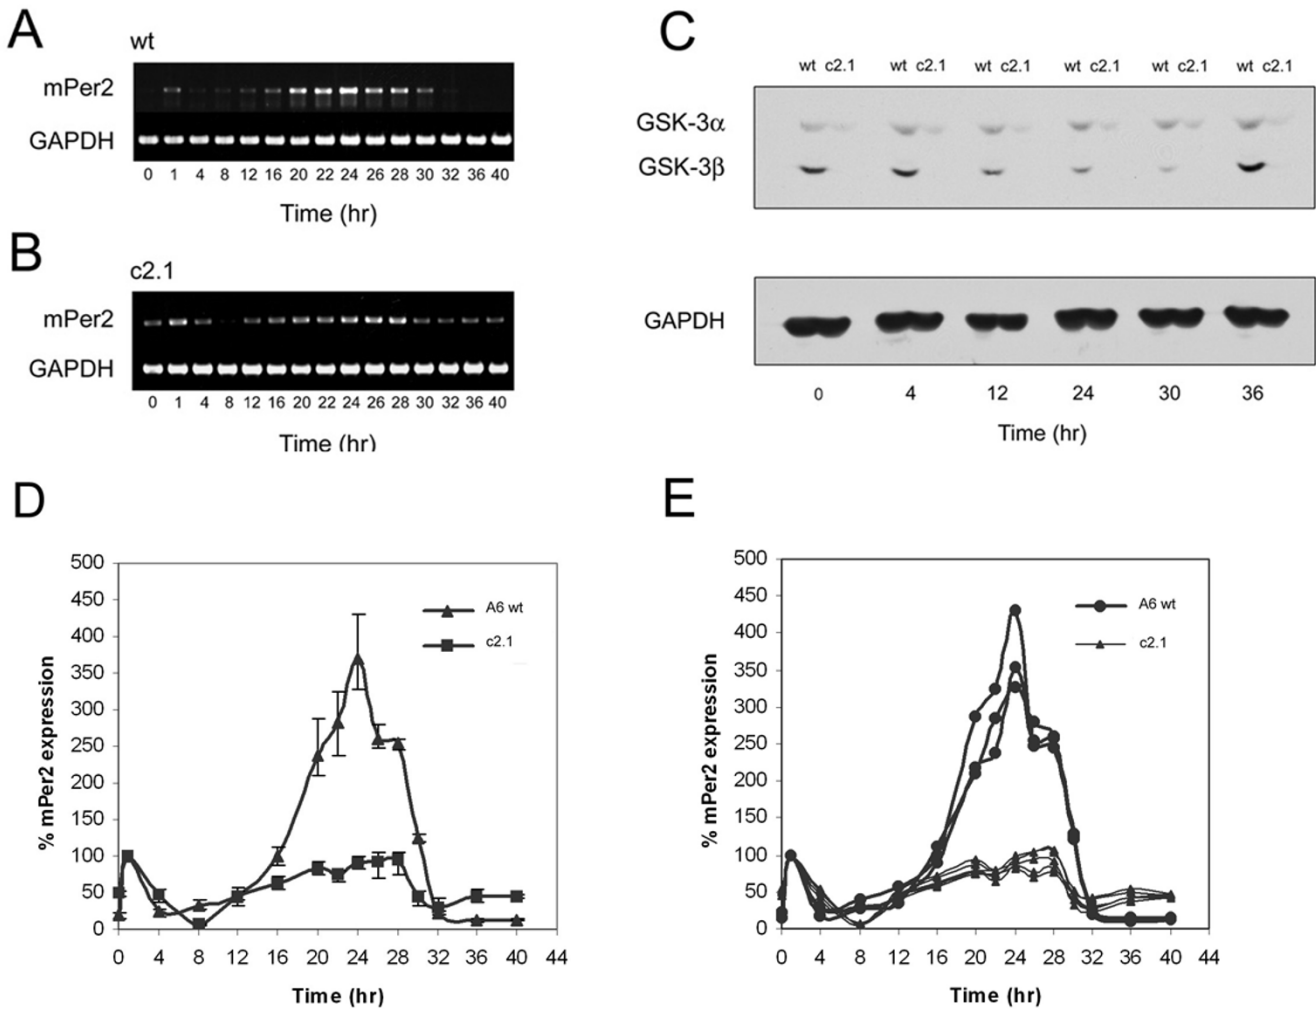 A
wt
mPer2
GAPDH
0 1 4 8 12 16 20 22 24 26 28 30 32 36 40
Time (hr)
B
c2.1
mPer2
GAPDH
0 1 4 8 12 16 20 22 24 26 28 30 32 36 40
Time (hr)
C
wt c2.1 wt c2.1 wt c2.1 wt c2.1 wt c2.1 wt c2.1
GSK-3α
GSK-3β
GAPDH
0 4 12 24 30 36
Time (hr)
D
500
450
400
350
300
250
200
150
100
50
0
% mPer2 expression
A6 wt
c2.1
0 4 8 12 16 20 24 28 32 36 40 44
Time (hr)
E
500
450
400
350
300
250
200
150
100
50
0
% mPer2 expression
A6 wt
c2.1
0 4 8 12 16 20 24 28 32 36 40 44
Time (hr)